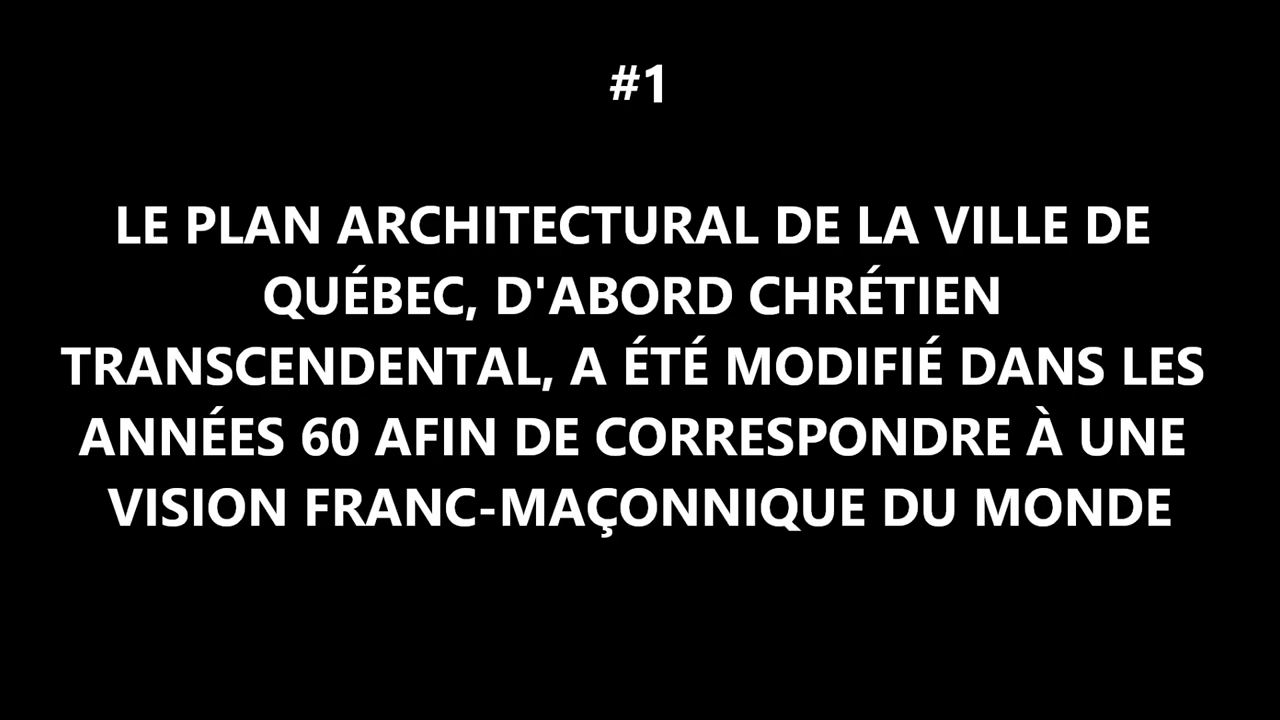 #1
LE PLAN ARCHITECTURAL DE LA VILLE DE
QUÉBEC, D'ABORD CHRÉTIEN
TRANSCENDENTAL, A ÉTÉ MODIFIÉ DANS LES
ANNÉES 60 AFIN DE CORRESPONDRE À UNE
VISION FRANC-MAÇONNIQUE DU MONDE